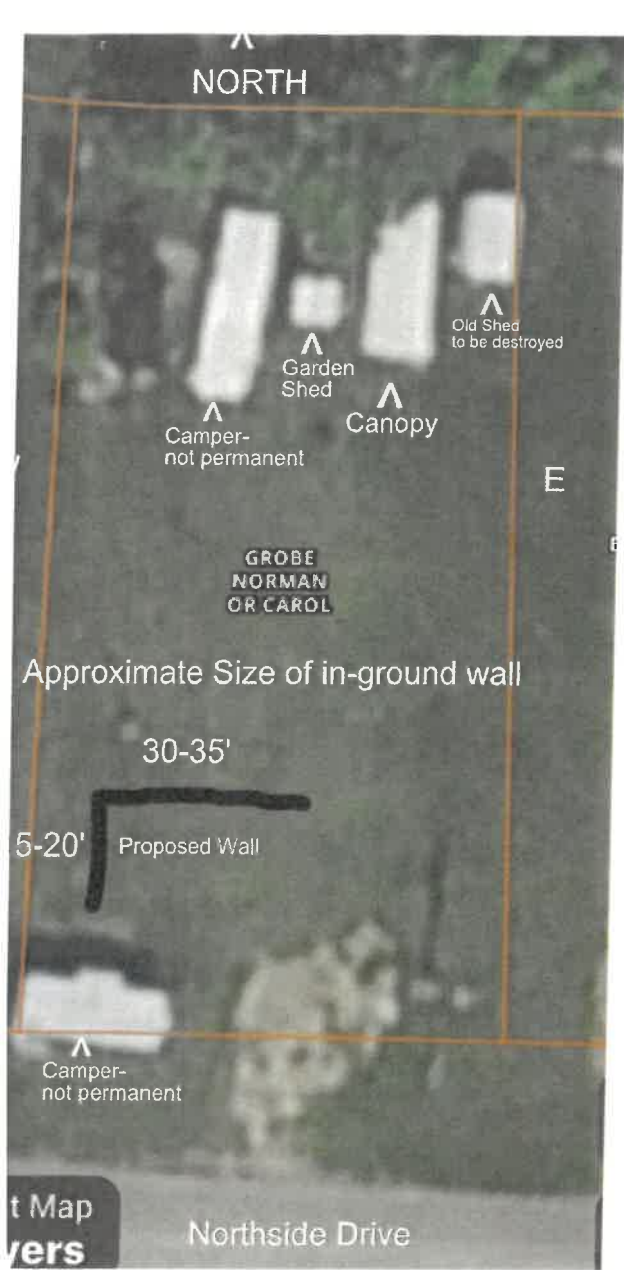 NORTH
Old Shed
to be destroyed
Garden
Shed
Canopy
Camper-
not permanent
E
GROBE
NORMAN
OR CAROL
Approximate Size of in-ground wall
30-35'
5-20'
Proposed Wall
Camper-
not permanent
t Map
yers
Northside Drive